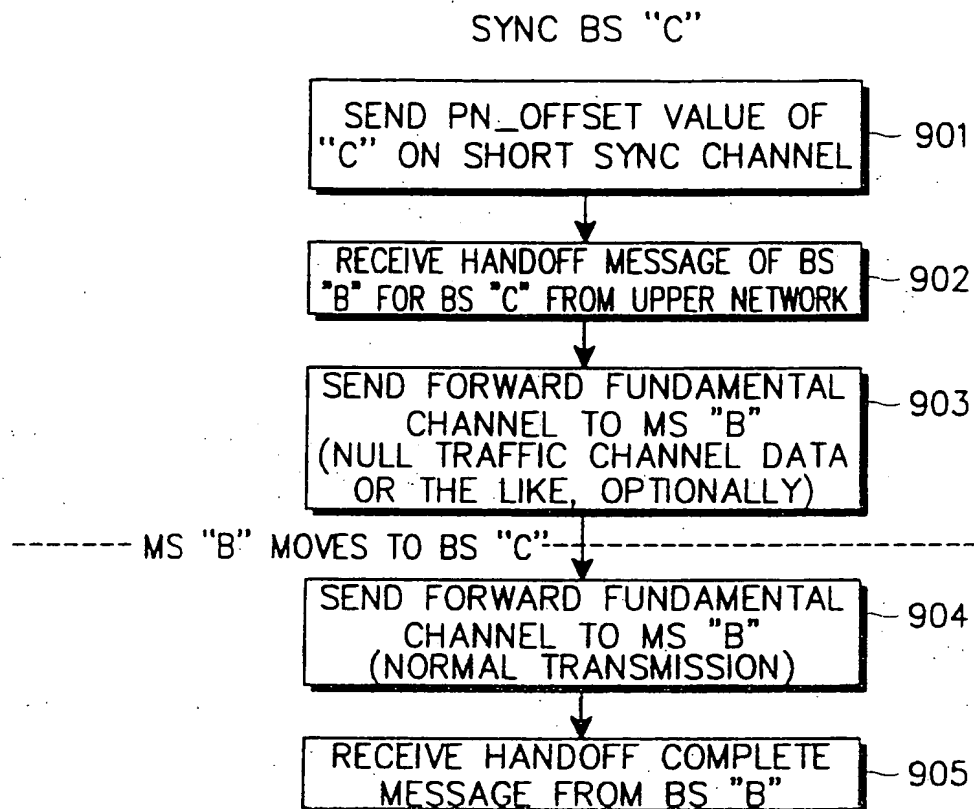 SYNC BS "C"
SEND PN_OFFSET VALUE OF
"C" ON SHORT SYNC CHANNEL
901
RECEIVE HANDOFF MESSAGE OF BS
"B" FOR BS "C" FROM UPPER NETWORK
902
SEND FORWARD FUNDAMENTAL
CHANNEL TO MS "B"
(NULL TRAFFIC CHANNEL DATA
OR THE LIKE, OPTIONALLY)
903
MS "B" MOVES TO BS "C"
SEND FORWARD FUNDAMENTAL
CHANNEL TO MS "B"
(NORMAL TRANSMISSION)
904
RECEIVE HANDOFF COMPLETE
MESSAGE FROM BS "B"
905